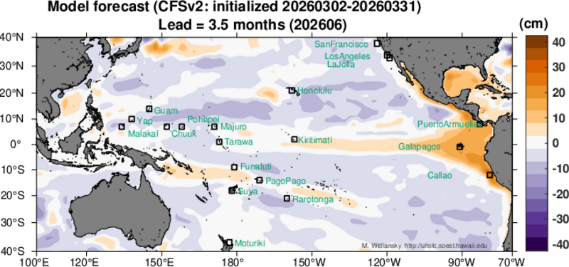 Model forecast (CFSv2: initialized 20260302-20260331)
Lead = 3.5 months (202606)
(cm)
40°N
30°N
20°N
10°N
0°
10°S
20°S
30°S
40°S
SanFrancisco
LosAngeles
LaJolla
Honolulu
Guam
Yap
Pohnpei
Malakal
Chuuk
Majuro
Tarawa
Kiritimati
PuertoArmuelles
Galapagos
Funafuti
PagoPago
Callao
Suva
Rarotonga
Moturiki
M. Widlansky, http://uhslc.soest.hawaii.edu
100°E
120°E
150°E
180°
150°W
120°W
90°W
70°W
40
30
20
10
0
-10
-20
-30
-40